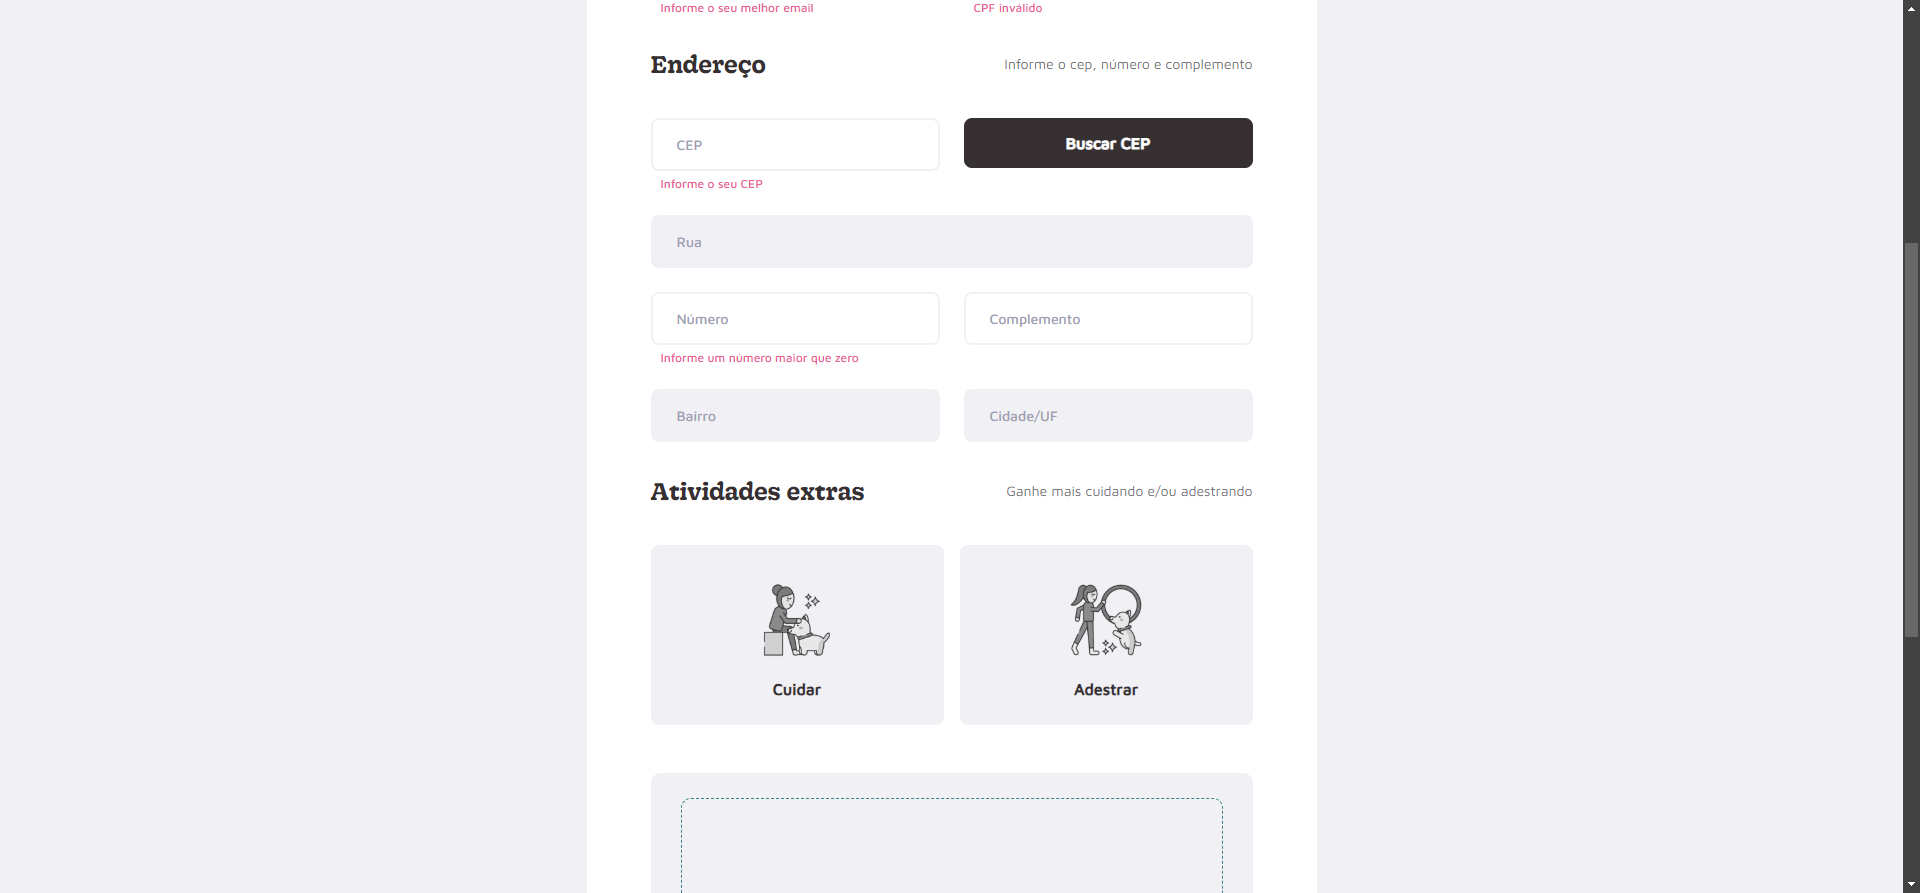 Informe o seu melhor email
CPF inválido
Endereço
Informe o cep, número e complemento
CEP
Buscar CEP
Informe o seu CEP
Rua
Número
Complemento
Informe um número maior que zero
Bairro
Cidade/UF
Atividades extras
Ganhe mais cuidando e/ou adestrando
Cuidar
Adestrar